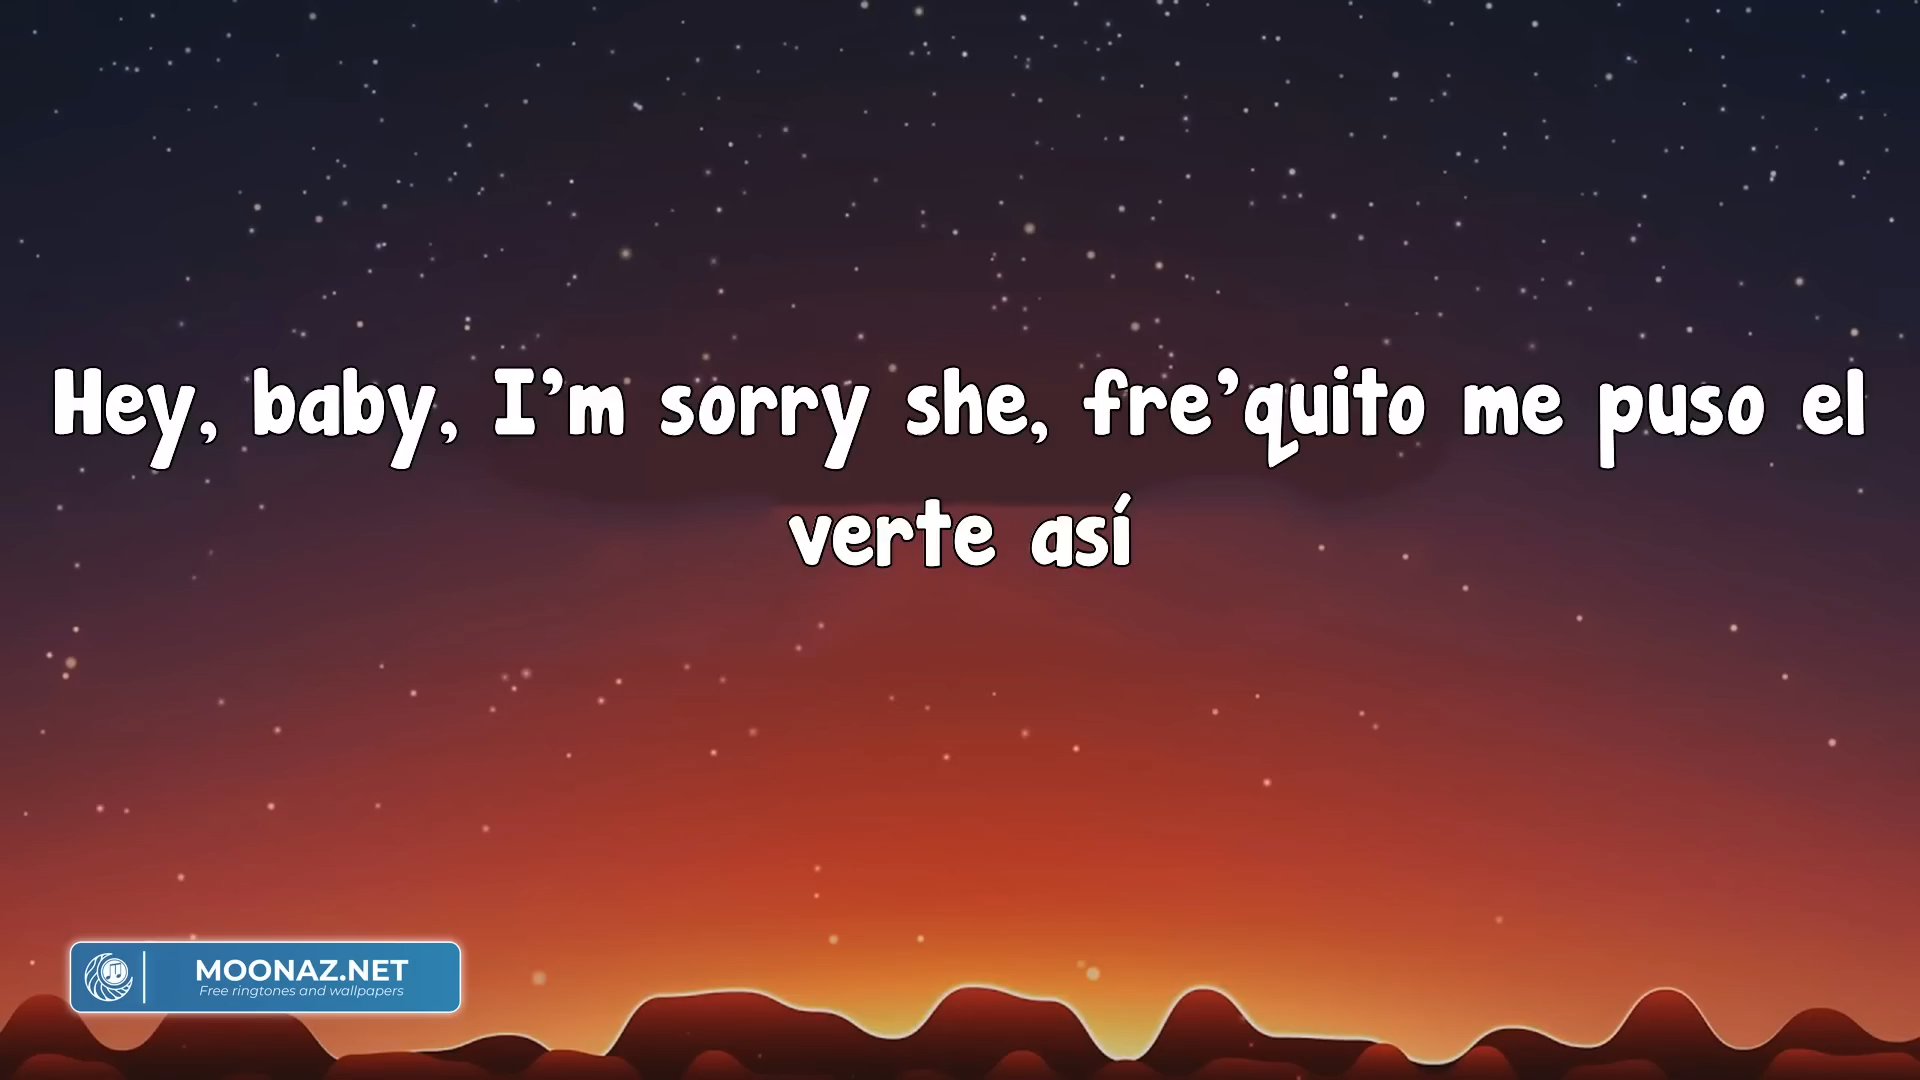 Hey, baby, I’m sorry she, fre’quito me puso el
verte así
MOONAZ.NET
Free ringtones and wallpapers